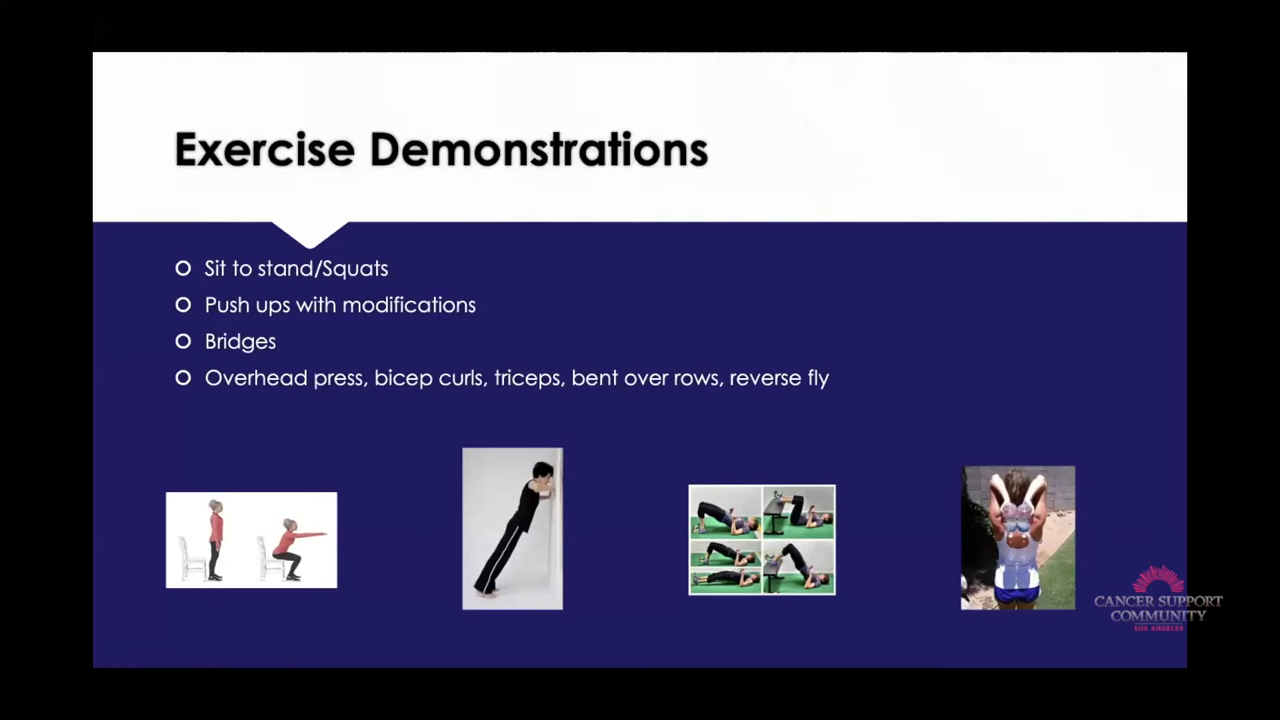 Exercise Demonstrations
Sit to stand/Squats
Push ups with modifications
Bridges
Overhead press, bicep curls, triceps, bent over rows, reverse fly
CANCER SUPPORT
COMMUNITY
LOS ANGELES